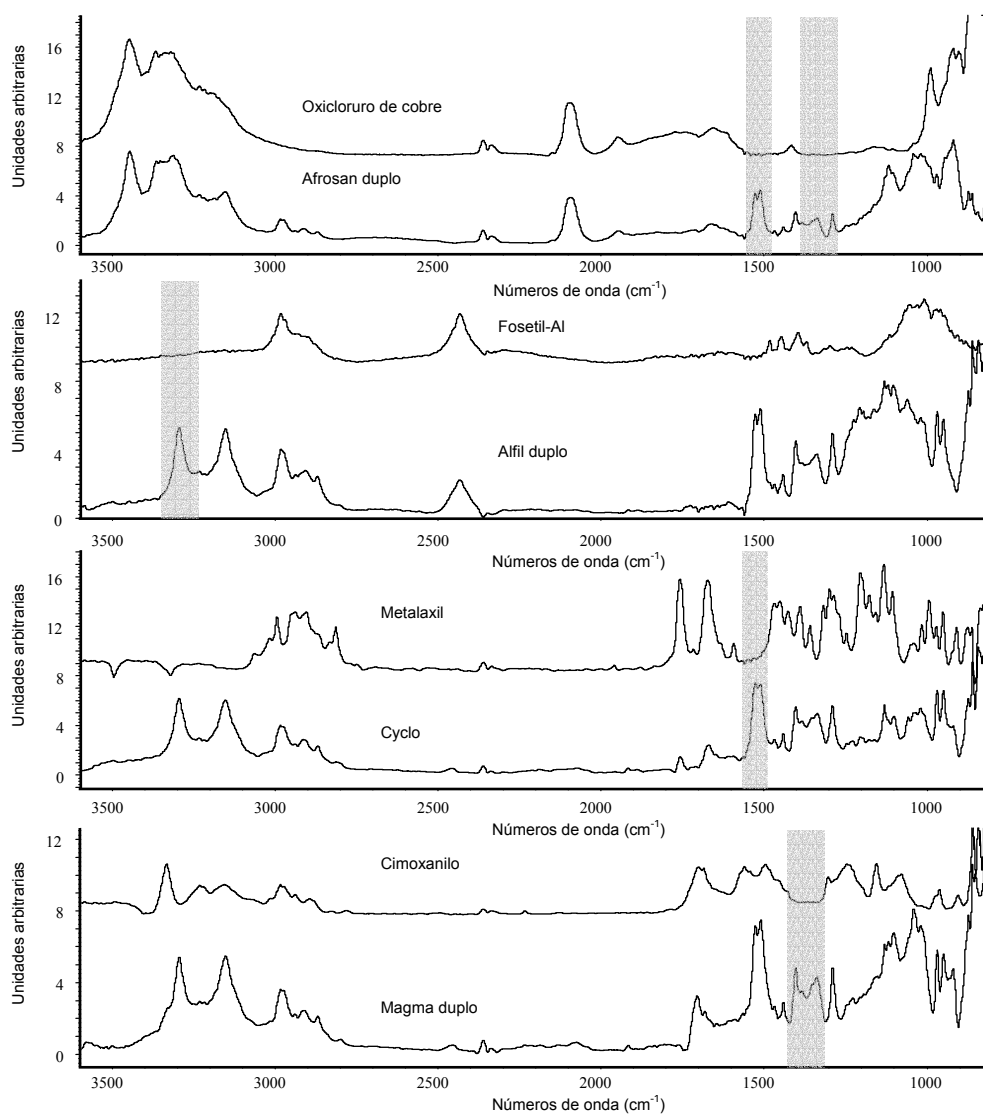 Unidades arbitrarias
16
12
8
4
0
Oxicloruro de cobre
Afrosan duplo
3500 3000 2500 2000 1500 1000
Números de onda (cm-1)
Unidades arbitrarias
12
8
4
0
Fosetil-Al
Alfil duplo
3500 3000 2500 2000 1500 1000
Números de onda (cm-1)
Unidades arbitrarias
16
12
8
4
0
Metalaxil
Cyclo
3500 3000 2500 2000 1500 1000
Números de onda (cm-1)
Unidades arbitrarias
12
8
4
0
Cimoxanilo
Magma duplo
3500 3000 2500 2000 1500 1000
Números de onda (cm-1)